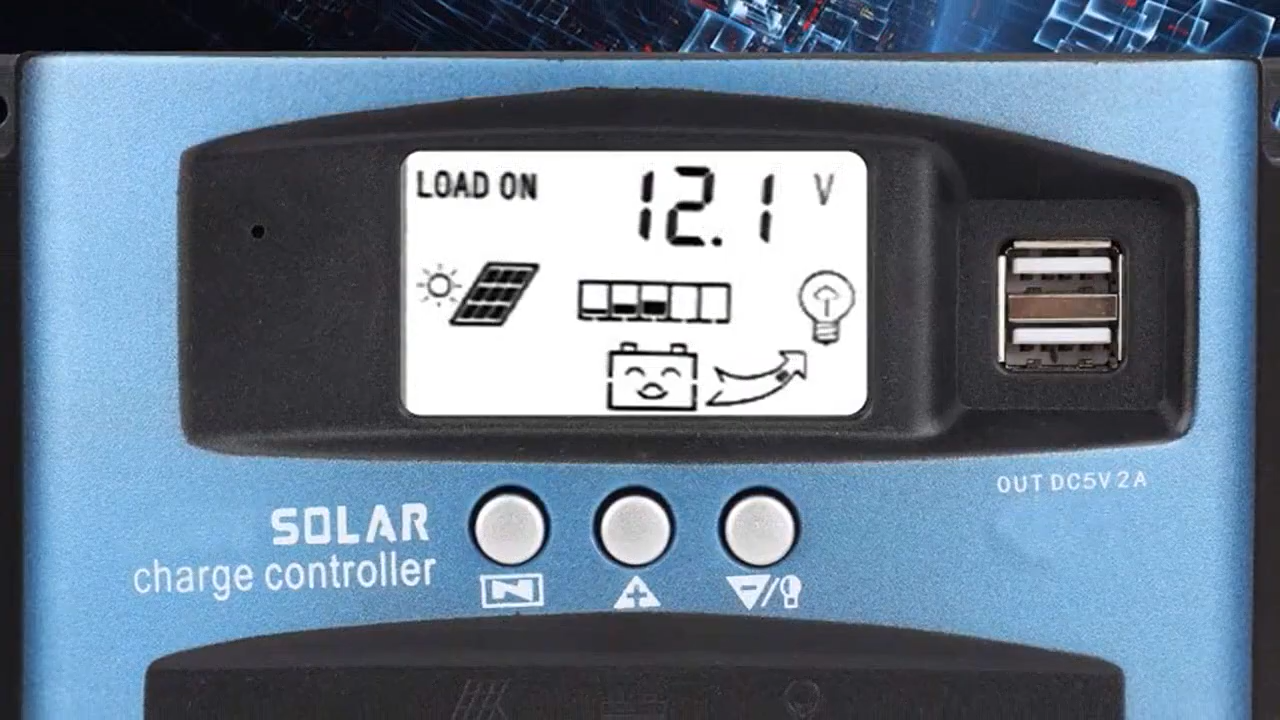 LOAD ON
12.1 V
OUT DC5V 2A
SOLAR
charge controller